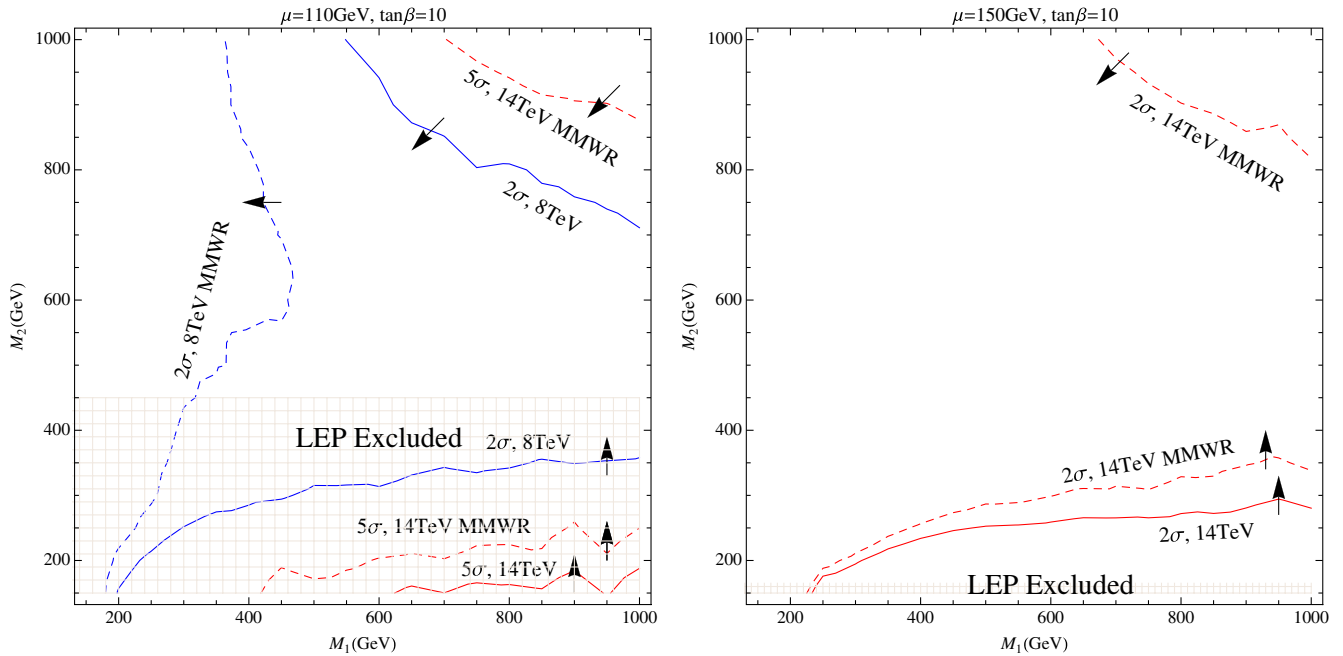 μ=110GeV, tanβ=10
1000
800
600
400
200
M₂(GeV)
5σ, 14TeV MMWR
2σ, 8TeV
2σ, 8TeV MMWR
LEP Excluded
2σ, 8TeV
5σ, 14TeV MMWR
5σ, 14TeV
200 400 600 800 1000
M₁(GeV)
μ=150GeV, tanβ=10
1000
800
600
400
200
M₂(GeV)
2σ, 14TeV MMWR
2σ, 14TeV MMWR
2σ, 14TeV
LEP Excluded
200 400 600 800 1000
M₁(GeV)